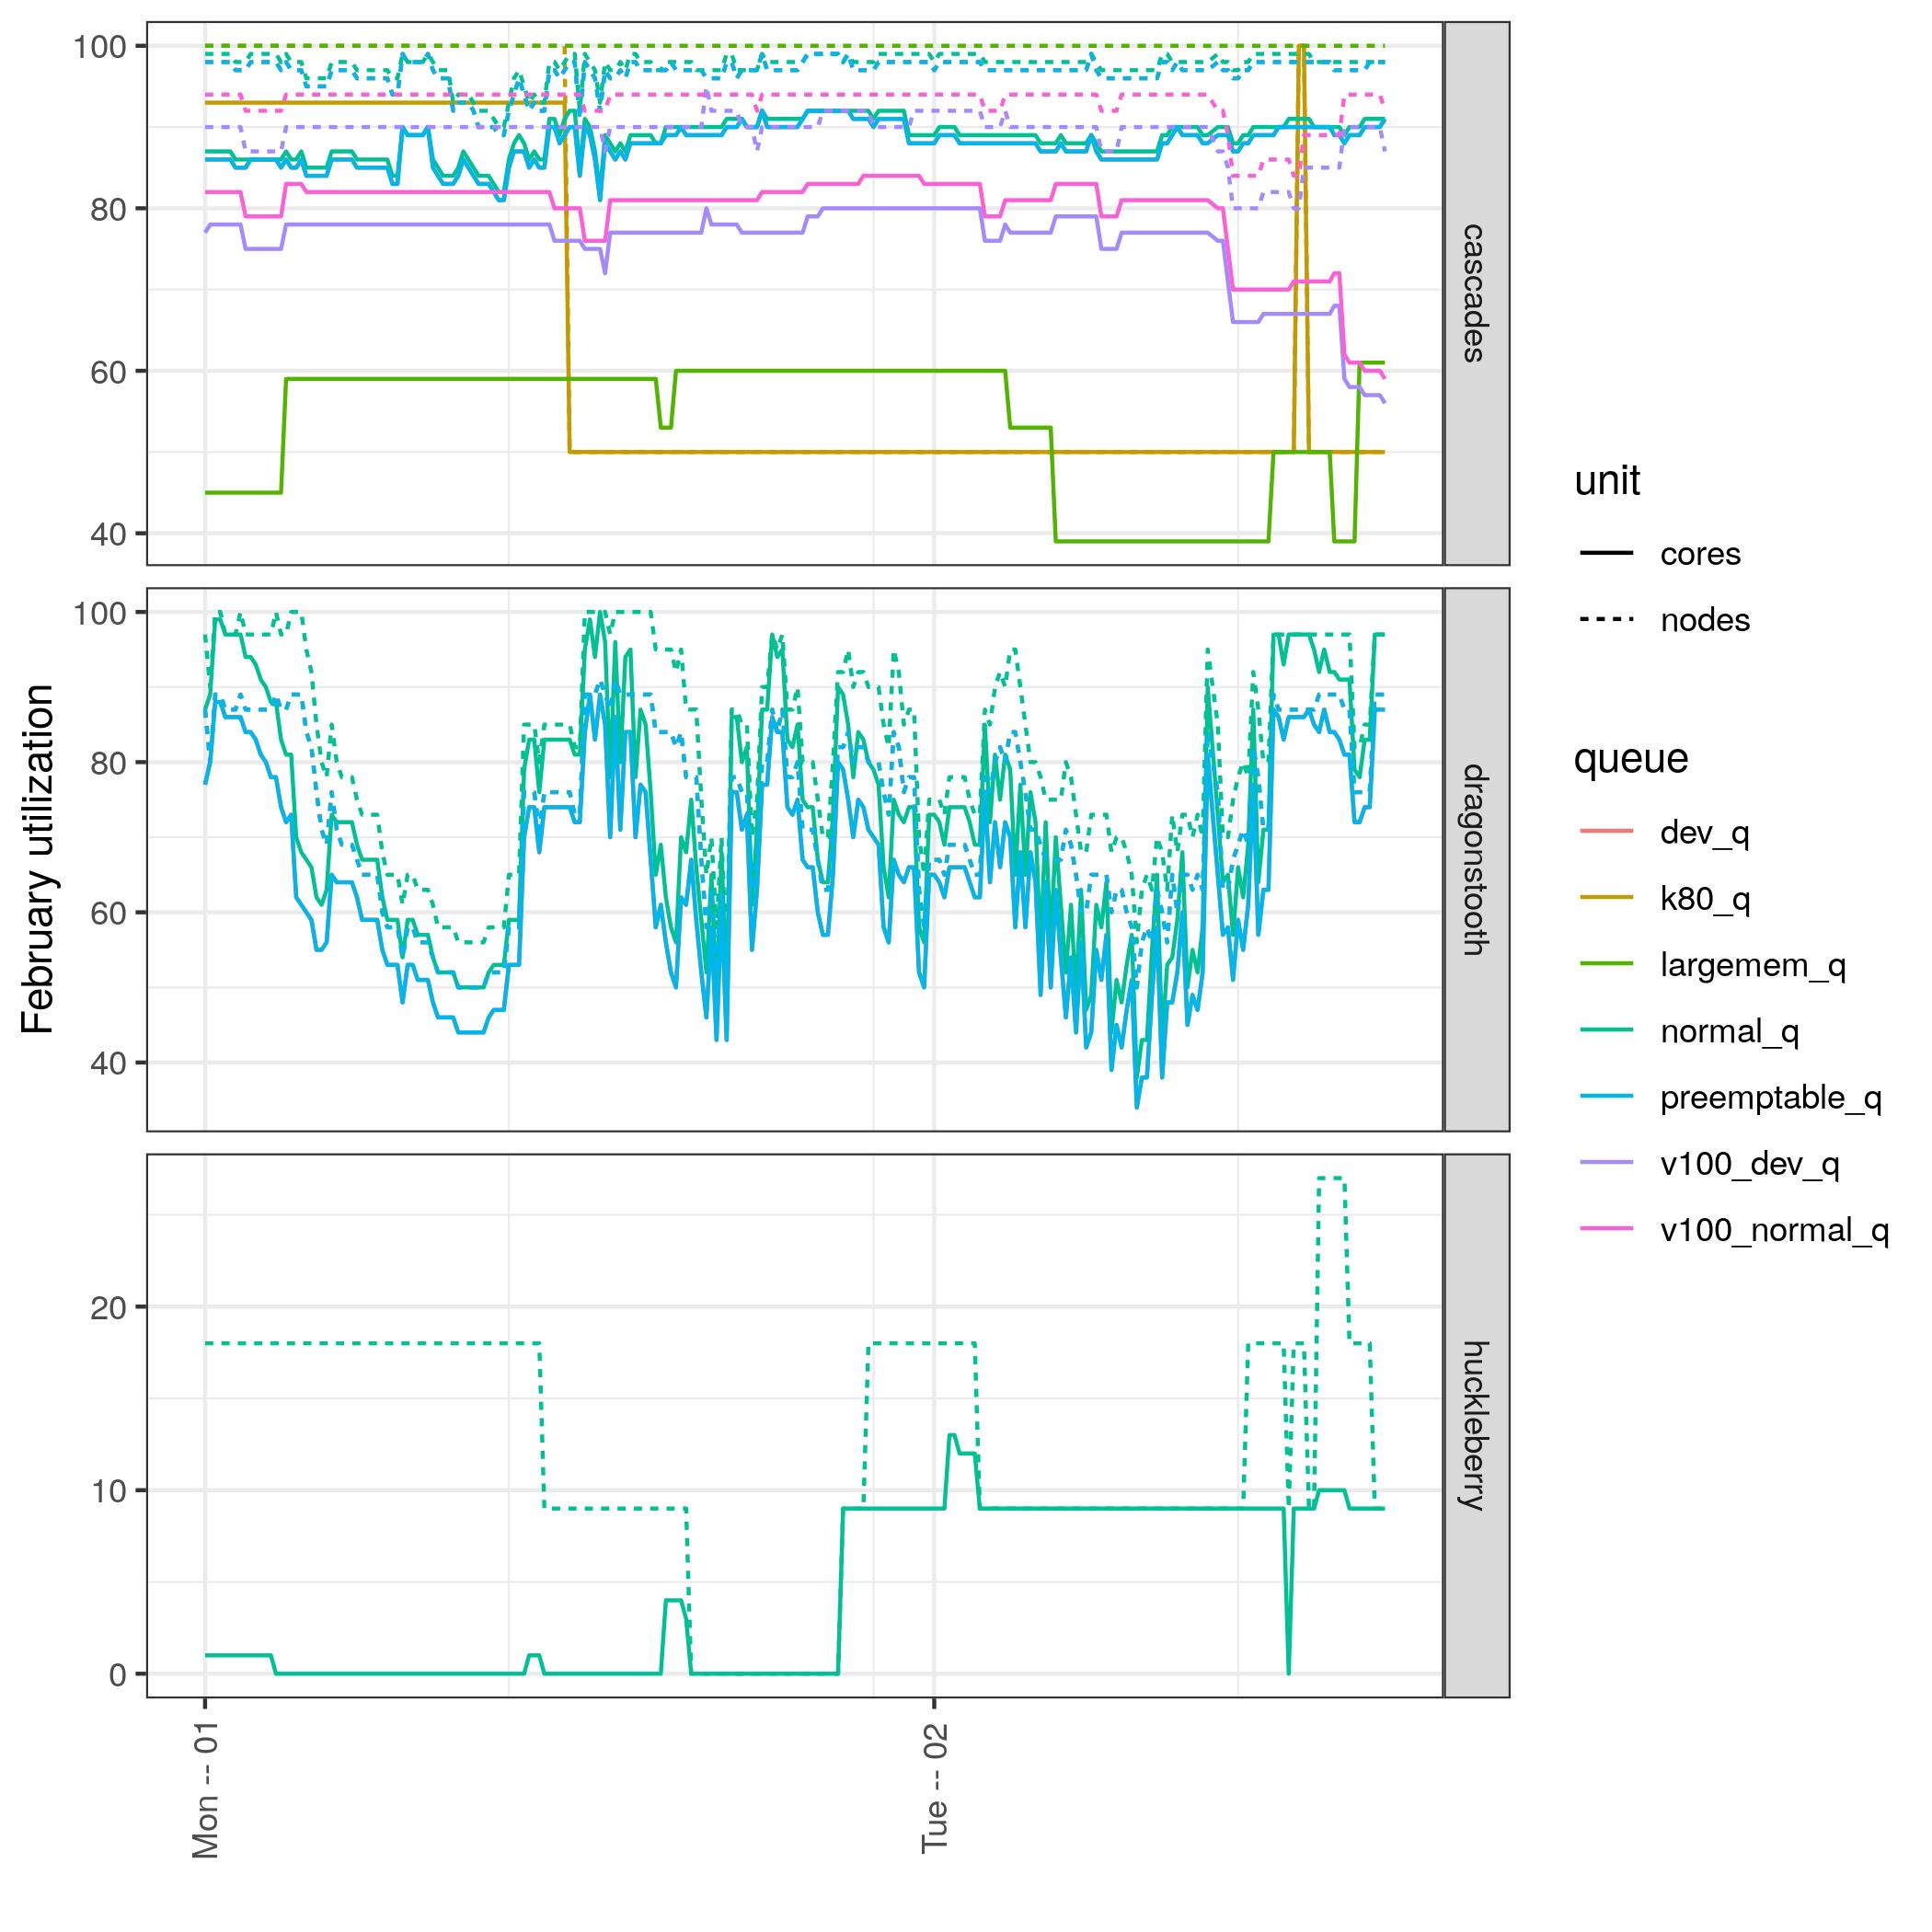 February utilization
100
80
60
40
cascades
100
80
60
40
dragonstooth
20
10
0
huckleberry
Mon -- 01
Tue -- 02
unit
cores
nodes
queue
dev_q
k80_q
largemem_q
normal_q
preemptable_q
v100_dev_q
v100_normal_q